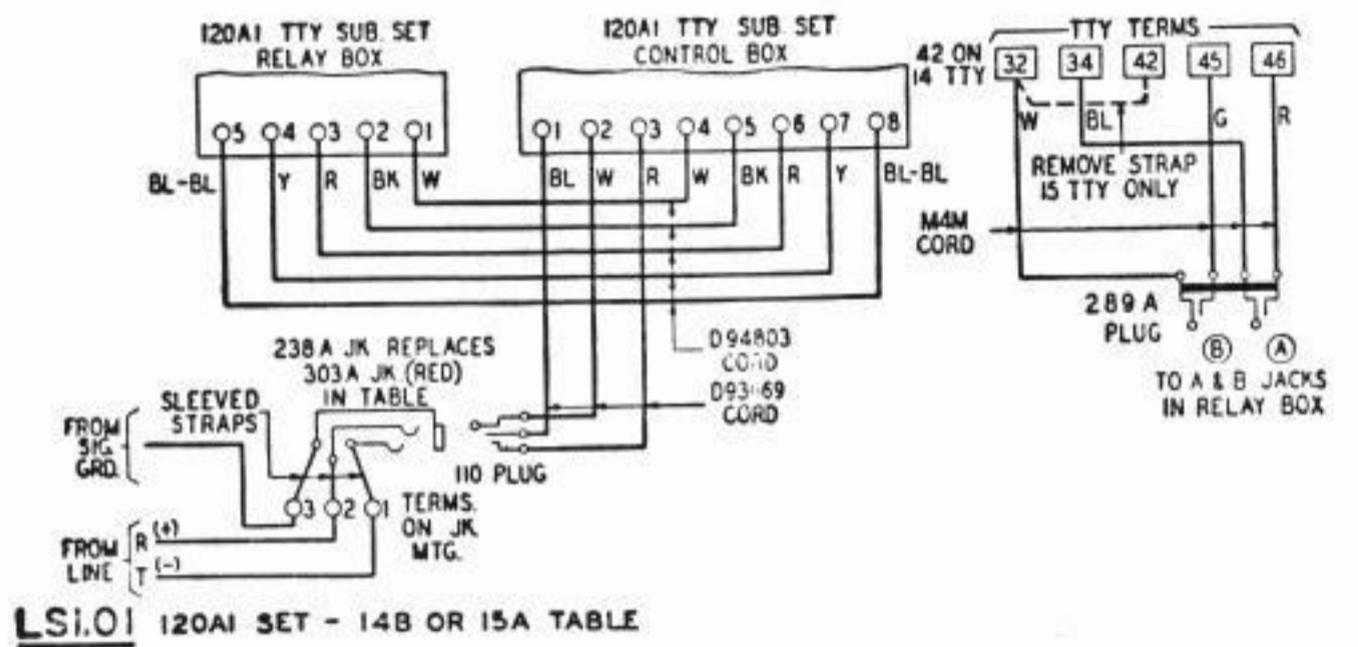 120A1 TTY SUB. SET
RELAY BOX
5 4 3 2 1
BL-BL Y R BK W
120A1 TTY SUB SET
CONTROL BOX
1 2 3 4 5 6 7 8
BL W R W BK R Y BL-BL
TTY TERMS
42 ON
14 TTY
32 34 42 45 46
W BL G R
REMOVE STRAP
15 TTY ONLY
M4M
CORD
289A
PLUG
B A
TO A & B JACKS
IN RELAY BOX
D94803
CORD
CORD
238A JK REPLACES
303A JK (RED)
IN TABLE
SLEEVED
STRAPS
FROM
SIG
GRD.
110 PLUG
3 2 1
TERMS.
ON JK
MTG.
FROM
LINE
R (+)
T (-)
LS1.01 120A1 SET - 14B OR 15A TABLE